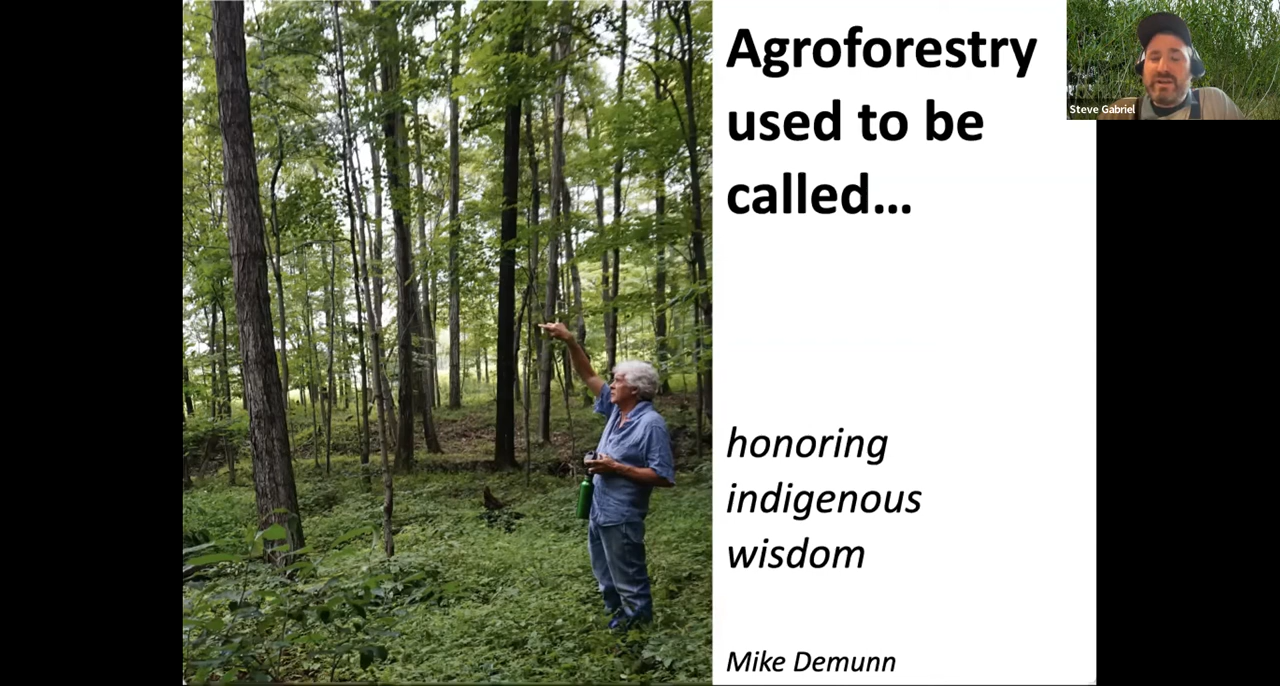 Agroforestry
used to be
called...
honoring
indigenous
wisdom
Mike Demunn
Steve Gabriel